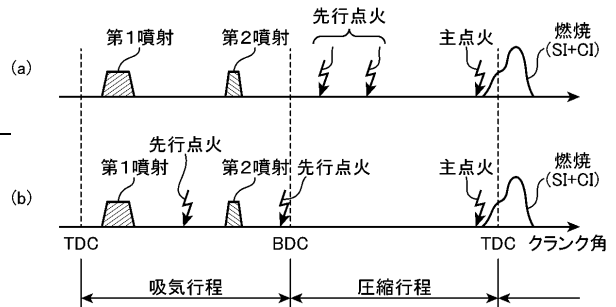 (a)
第1噴射
第2噴射
先行点火
主点火
燃焼
(SI+CI)
(b)
第1噴射
先行点火
第2噴射
先行点火
主点火
燃焼
(SI+CI)
TDC
BDC
TDC
クランク角
吸気行程
圧縮行程